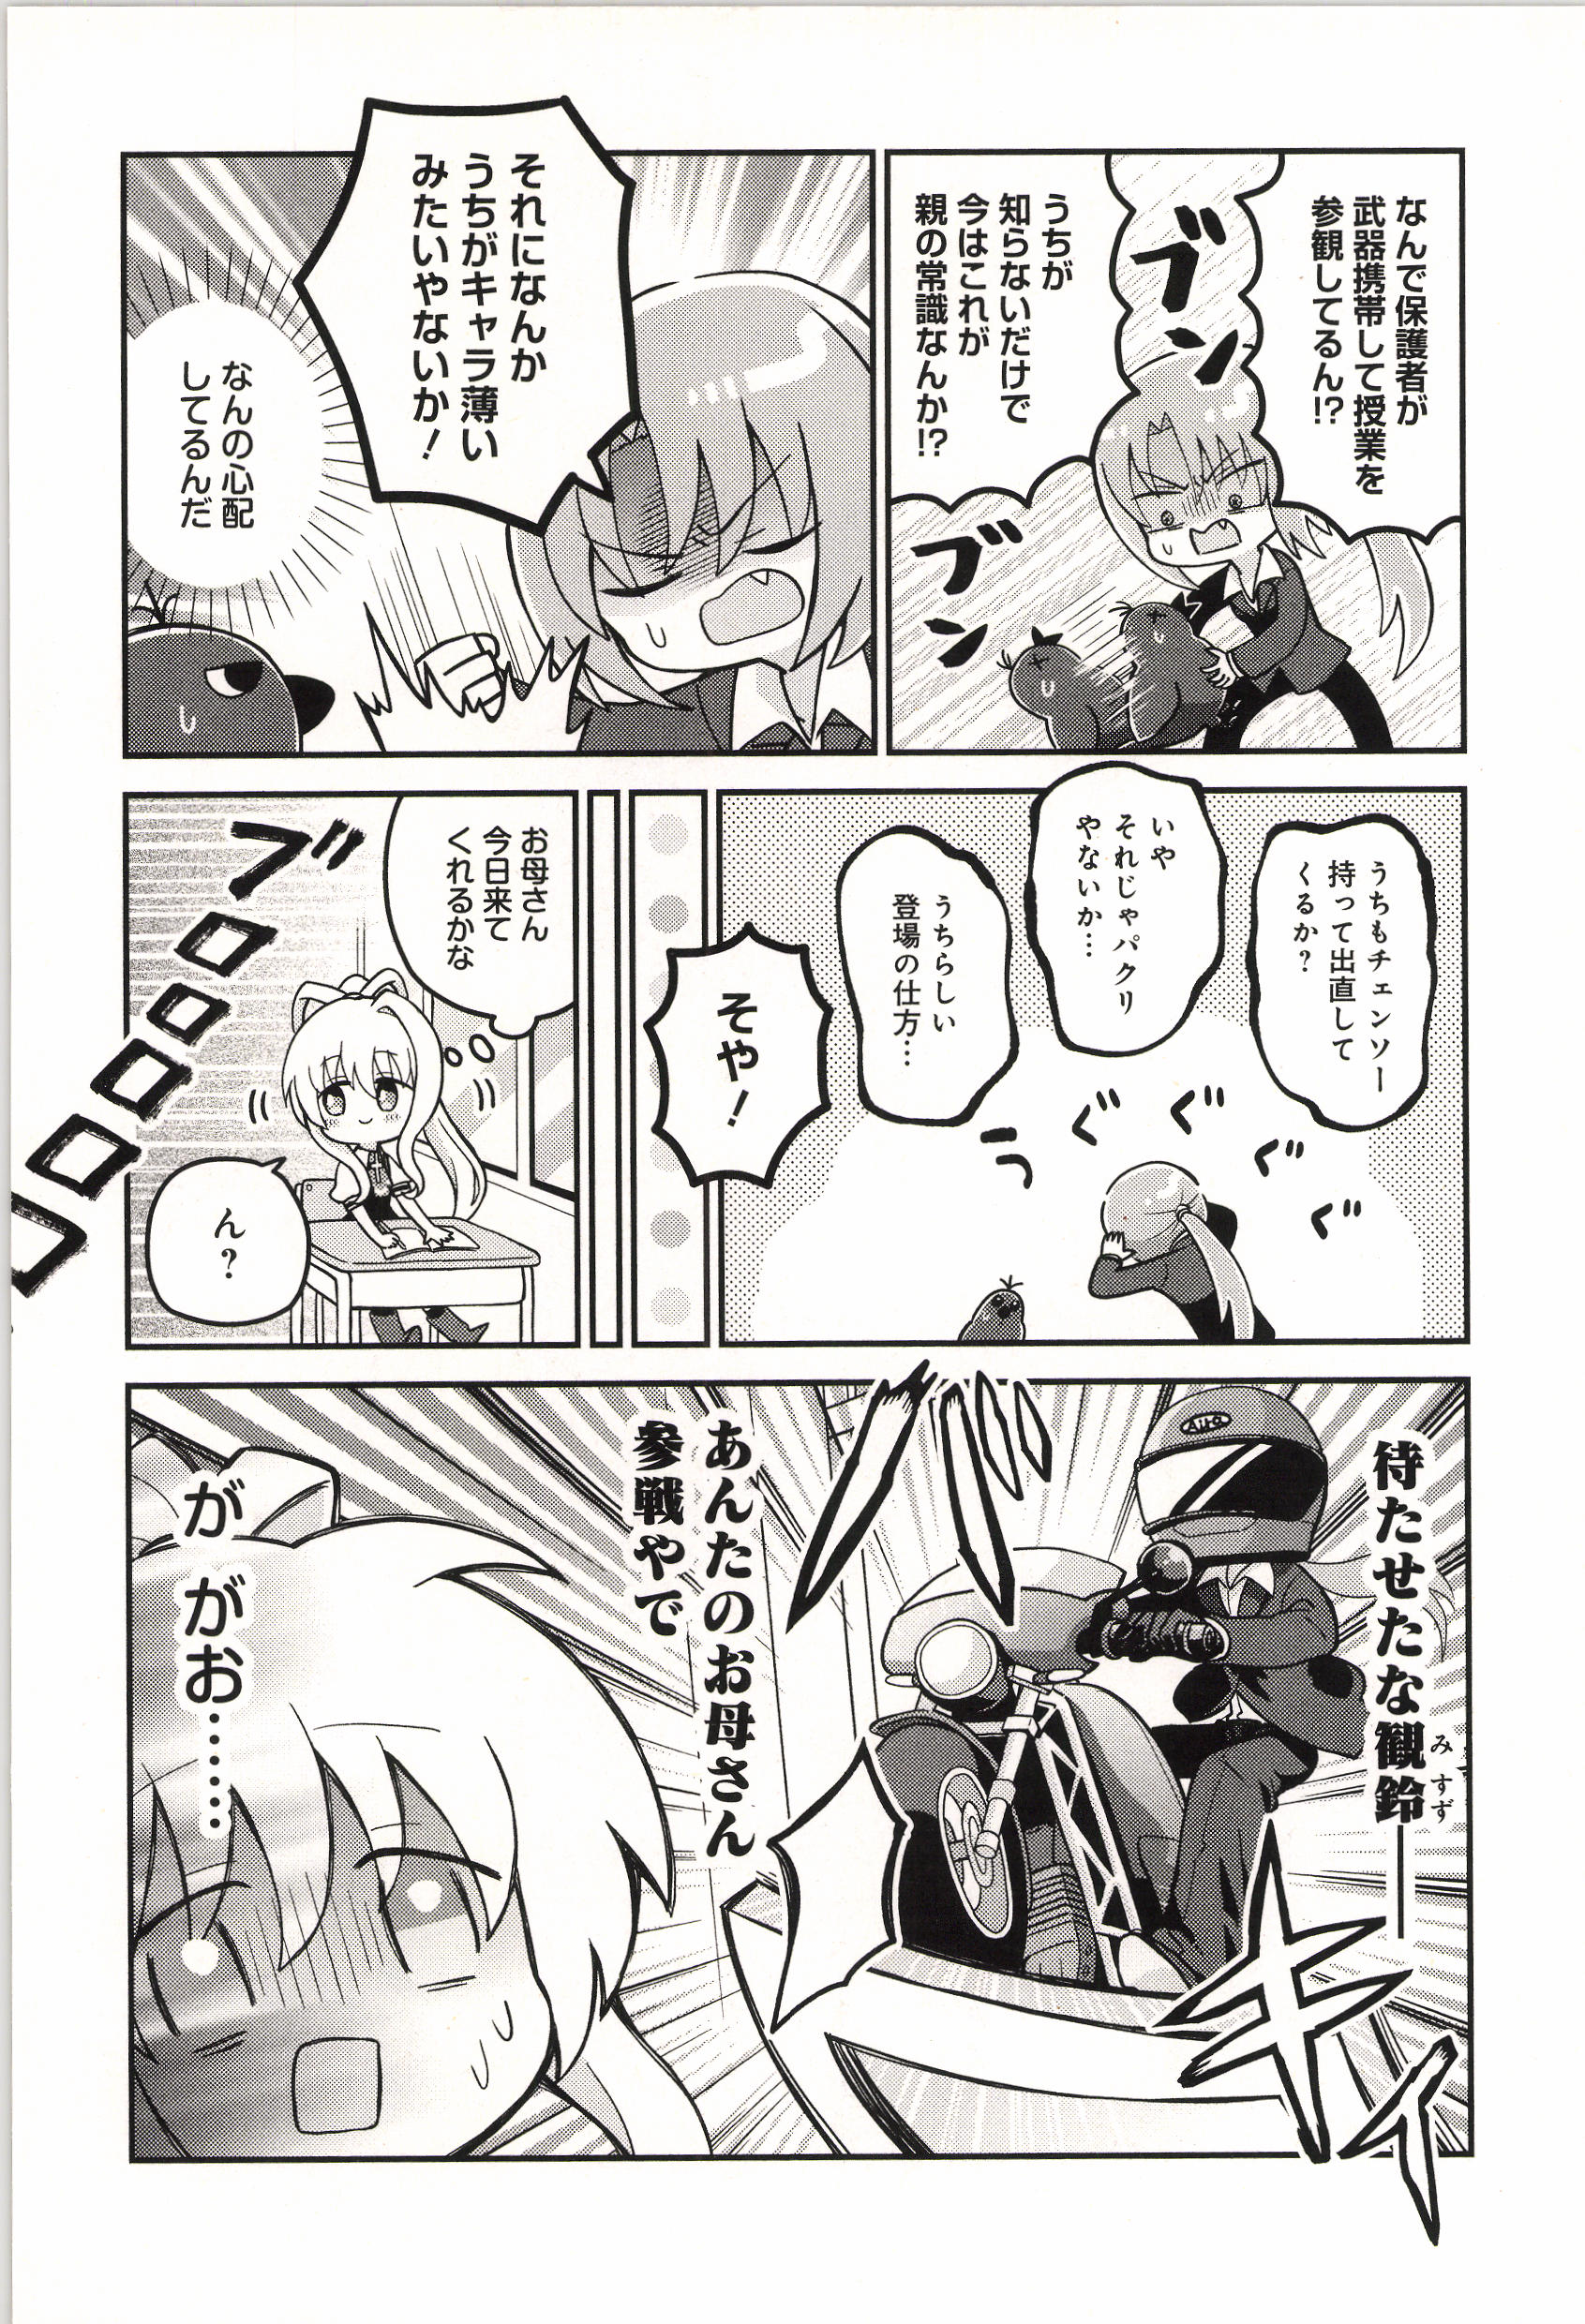 なんで保護者が
武器携帯して授業を
参観してるん!?
ブン
うちが
知らないだけで
今はこれが
親の常識なんか!?
ブン
それになんか
うちがキャラ薄い
みたいやないか!
なんの心配
してるんだ
うちもチェンソー
持って出直して
くるか?
いや
それじゃパクリ
やないか…
うちらしい
登場の仕方…
うぐぐぐぐ
そや!
お母さん
今日来て
くれるかな
ブロロロロロ
ん?
待たせたな観鈴――
みすず
バン
キィ
あんたのお母さん
参戦やで
が がお……